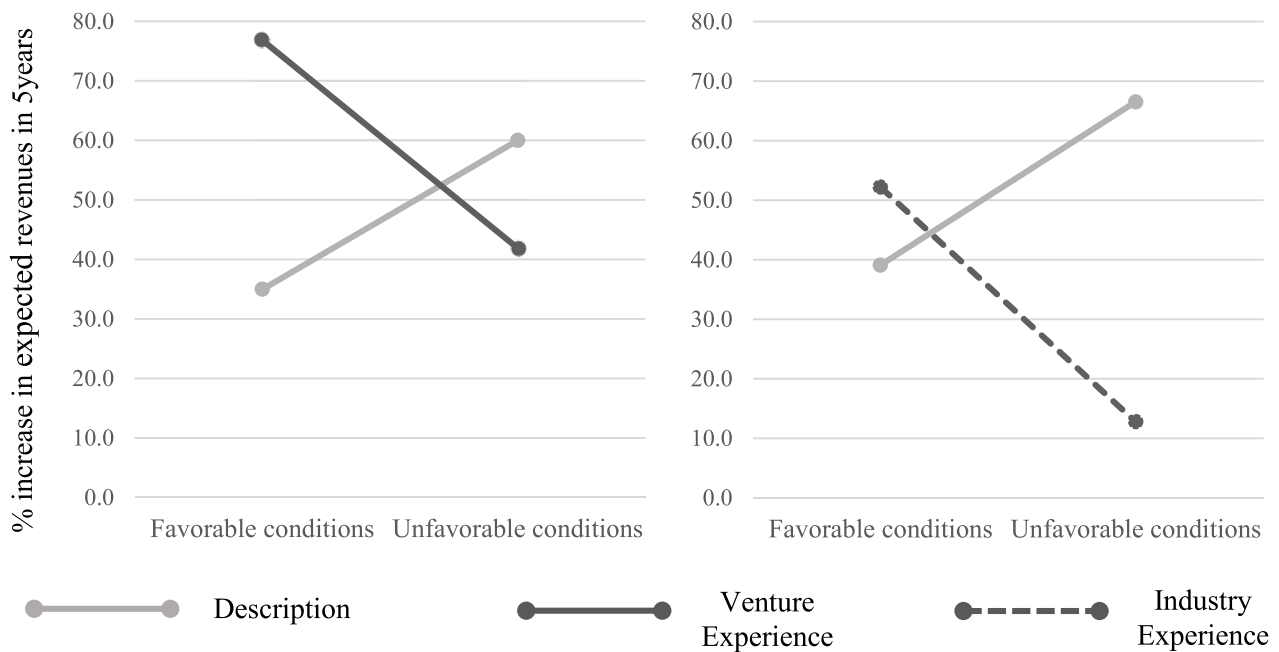 % increase in expected revenues in 5years
80.0
70.0
60.0
50.0
40.0
30.0
20.0
10.0
0.0
Favorable conditions
Unfavorable conditions
80.0
70.0
60.0
50.0
40.0
30.0
20.0
10.0
0.0
Favorable conditions
Unfavorable conditions
Description
Venture
Experience
Industry
Experience